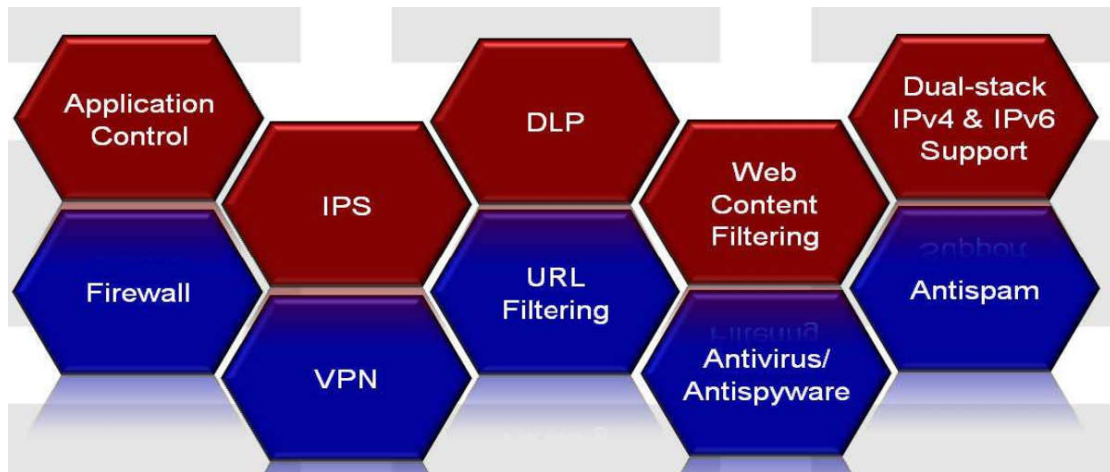 Application
Control
IPS
DLP
Web
Content
Filtering
Dual-stack
IPv4 & IPv6
Support
Firewall
VPN
URL
Filtering
Antivirus/
Antispyware
Antispam